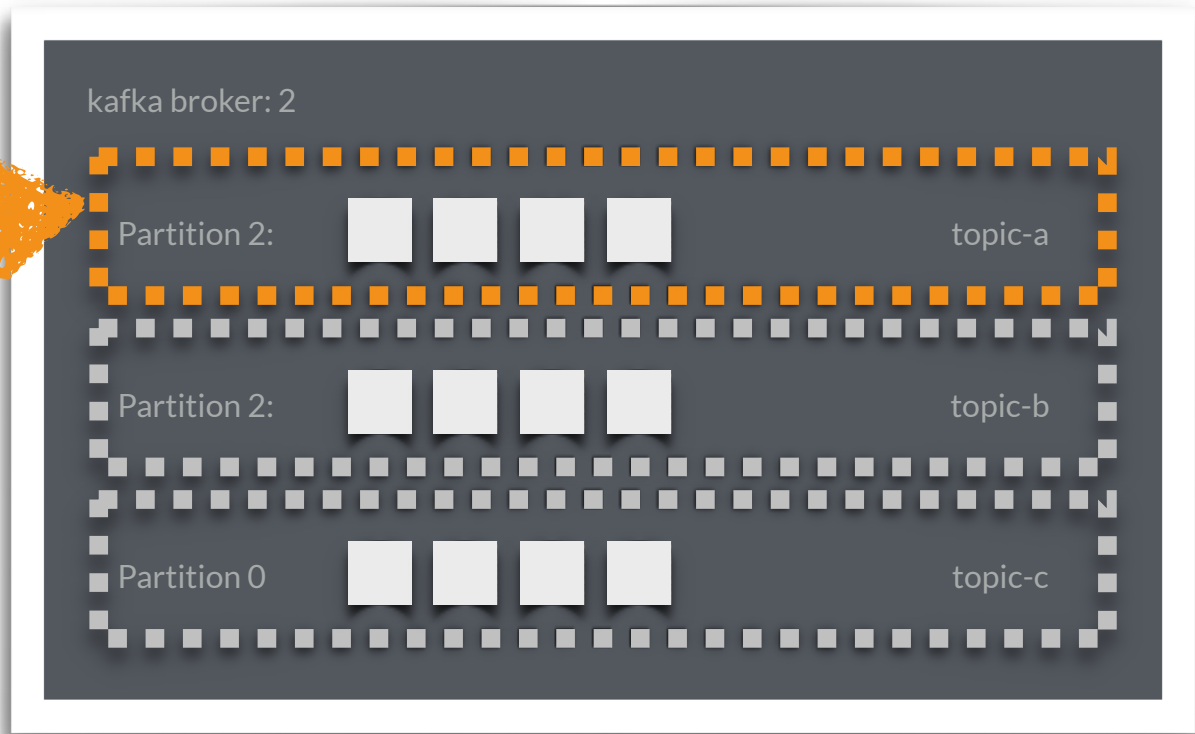 kafka broker: 2
Partition 2: topic-a
Partition 2: topic-b
Partition 0 topic-c